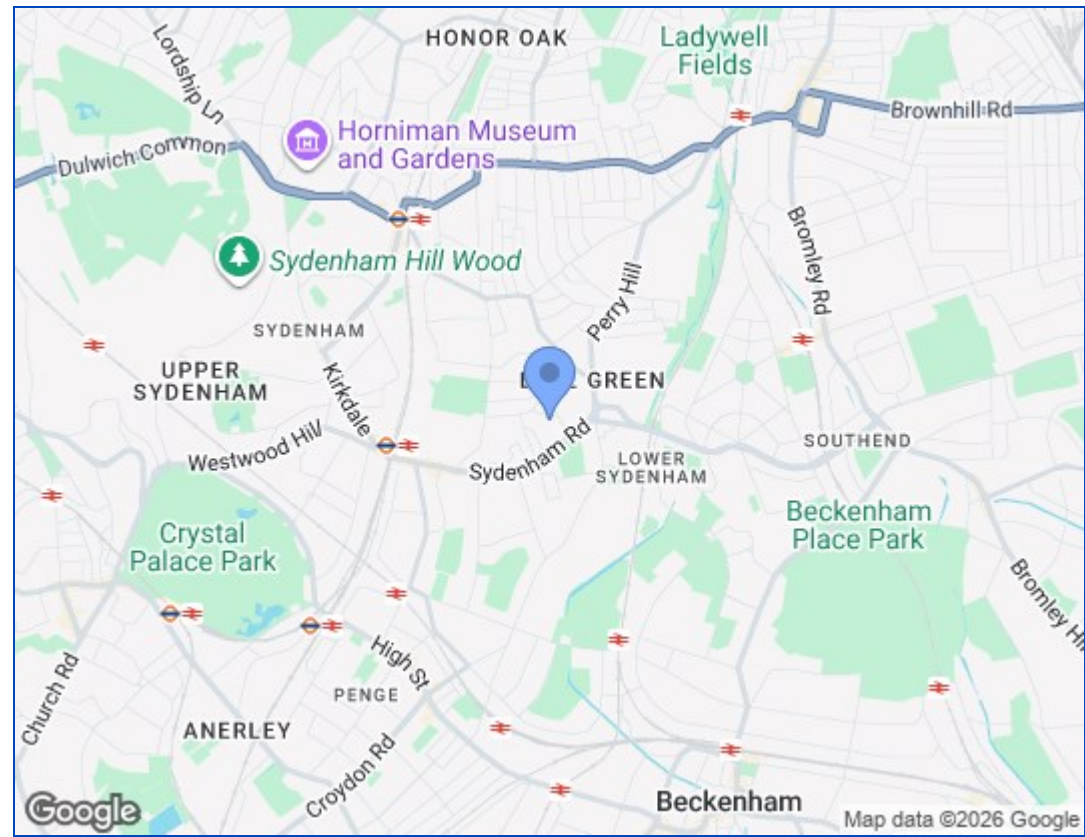 HONOR OAK
Ladywell
Fields
Lordship Ln
Brownhill Rd
Horniman Museum
and Gardens
Dulwich Common
Sydenham Hill Wood
Bromley Rd
Perry Hill
SYDENHAM
UPPER
SYDENHAM
Kirkdale
GREEN
Westwood Hill
Sydenham Rd
SOUTHEND
LOWER
SYDENHAM
Crystal
Palace Park
Beckenham
Place Park
Bromley
High St
Church Rd
PENGE
ANERLEY
Croydon Rd
Beckenham
Google
Map data ©2026 Google